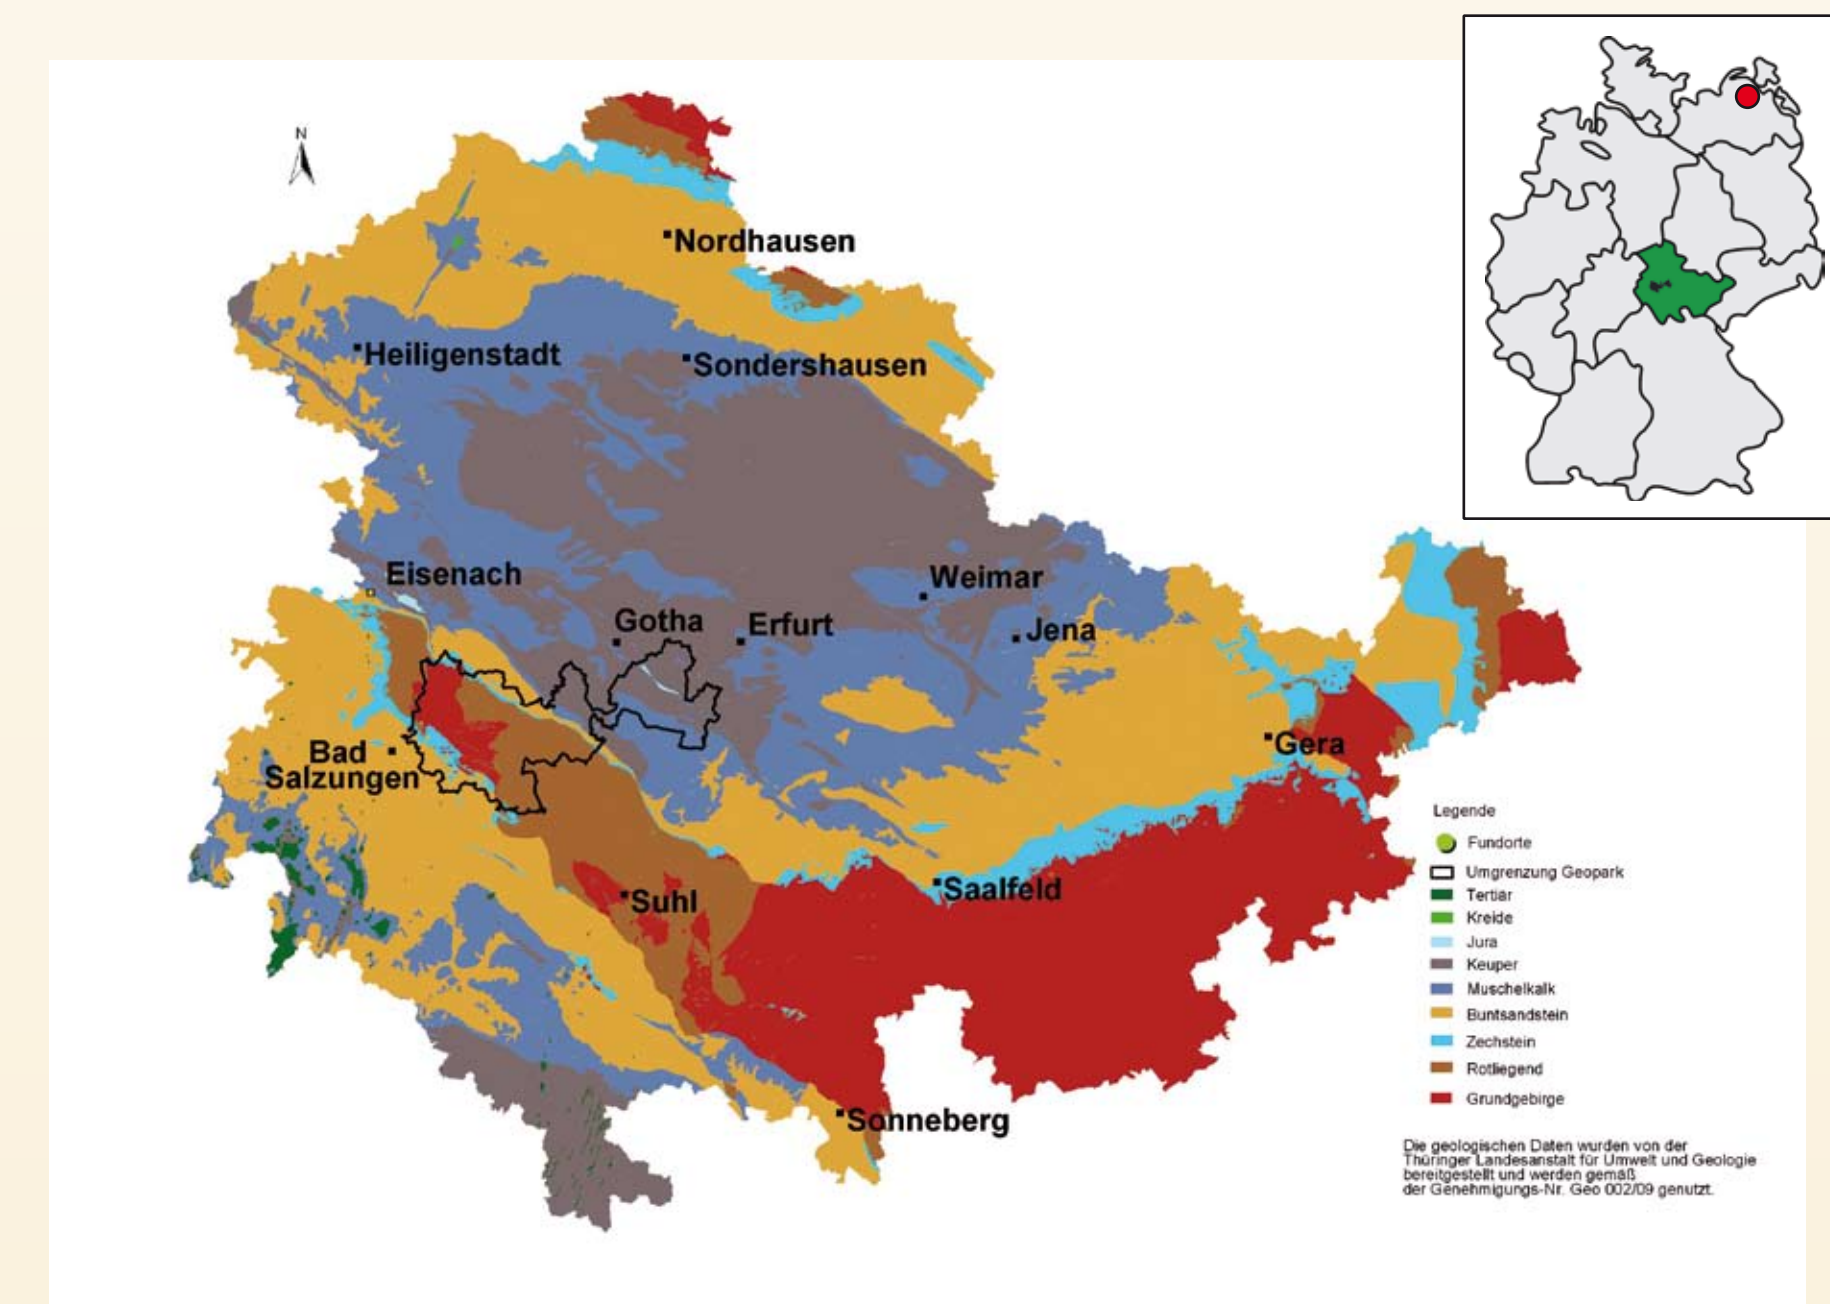 N
Nordhausen
Heiligenstadt
Sondershausen
Eisenach
Weimar
Gotha
Erfurt
Jena
Bad
Salzungen
Gera
Suhl
Saalfeld
Sonneberg
Legende
Fundorte
Umgrenzung Geopark
Tertiär
Kreide
Jura
Keuper
Muschelkalk
Buntsandstein
Zechstein
Rotliegend
Grundgebirge
Die geologischen Daten wurden von der
Thüringer Landesanstalt für Umwelt und Geologie
bereitgestellt und werden gemäß
der Genehmigungs-Nr. Geo 002/09 genutzt.